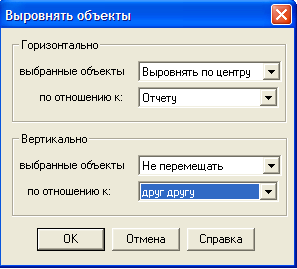 Выровнять объекты
Горизонтально
выбранные объекты Выровнять по центру
по отношению к: Отчету
Вертикально
выбранные объекты Не перемещать
по отношению к: друг другу
OK Отмена Справка